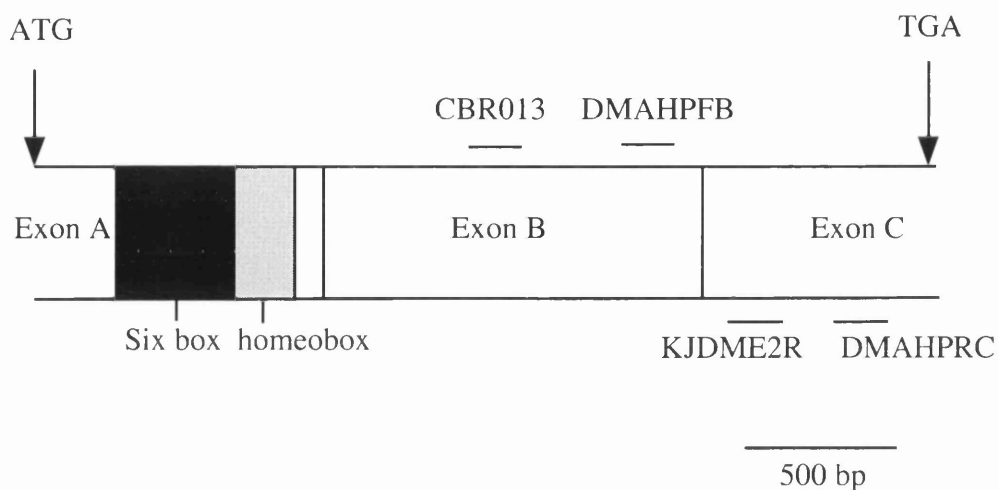 ATG
TGA
CBR013
DMAHPFB
Exon A
Exon B
Exon C
Six box
homeobox
KJDME2R
DMAHPRC
500 bp